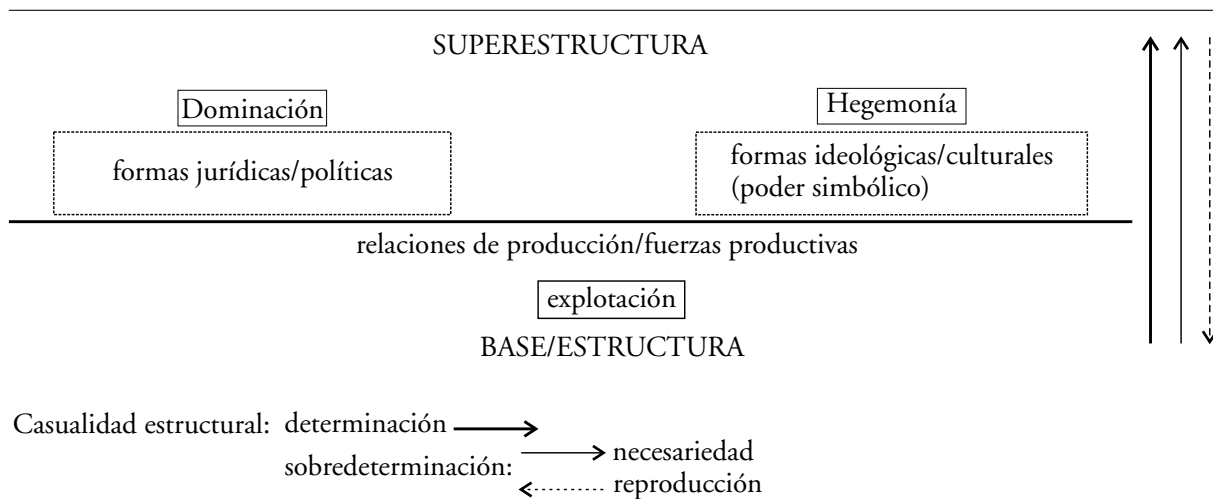 SUPERESTRUCTURA
Dominación
Hegemonía
formas jurídicas/políticas
formas ideológicas/culturales
(poder simbólico)
relaciones de producción/fuerzas productivas
explotación
BASE/ESTRUCTURA
Casualidad estructural: determinación
sobredeterminación: necesariedad
reproducción